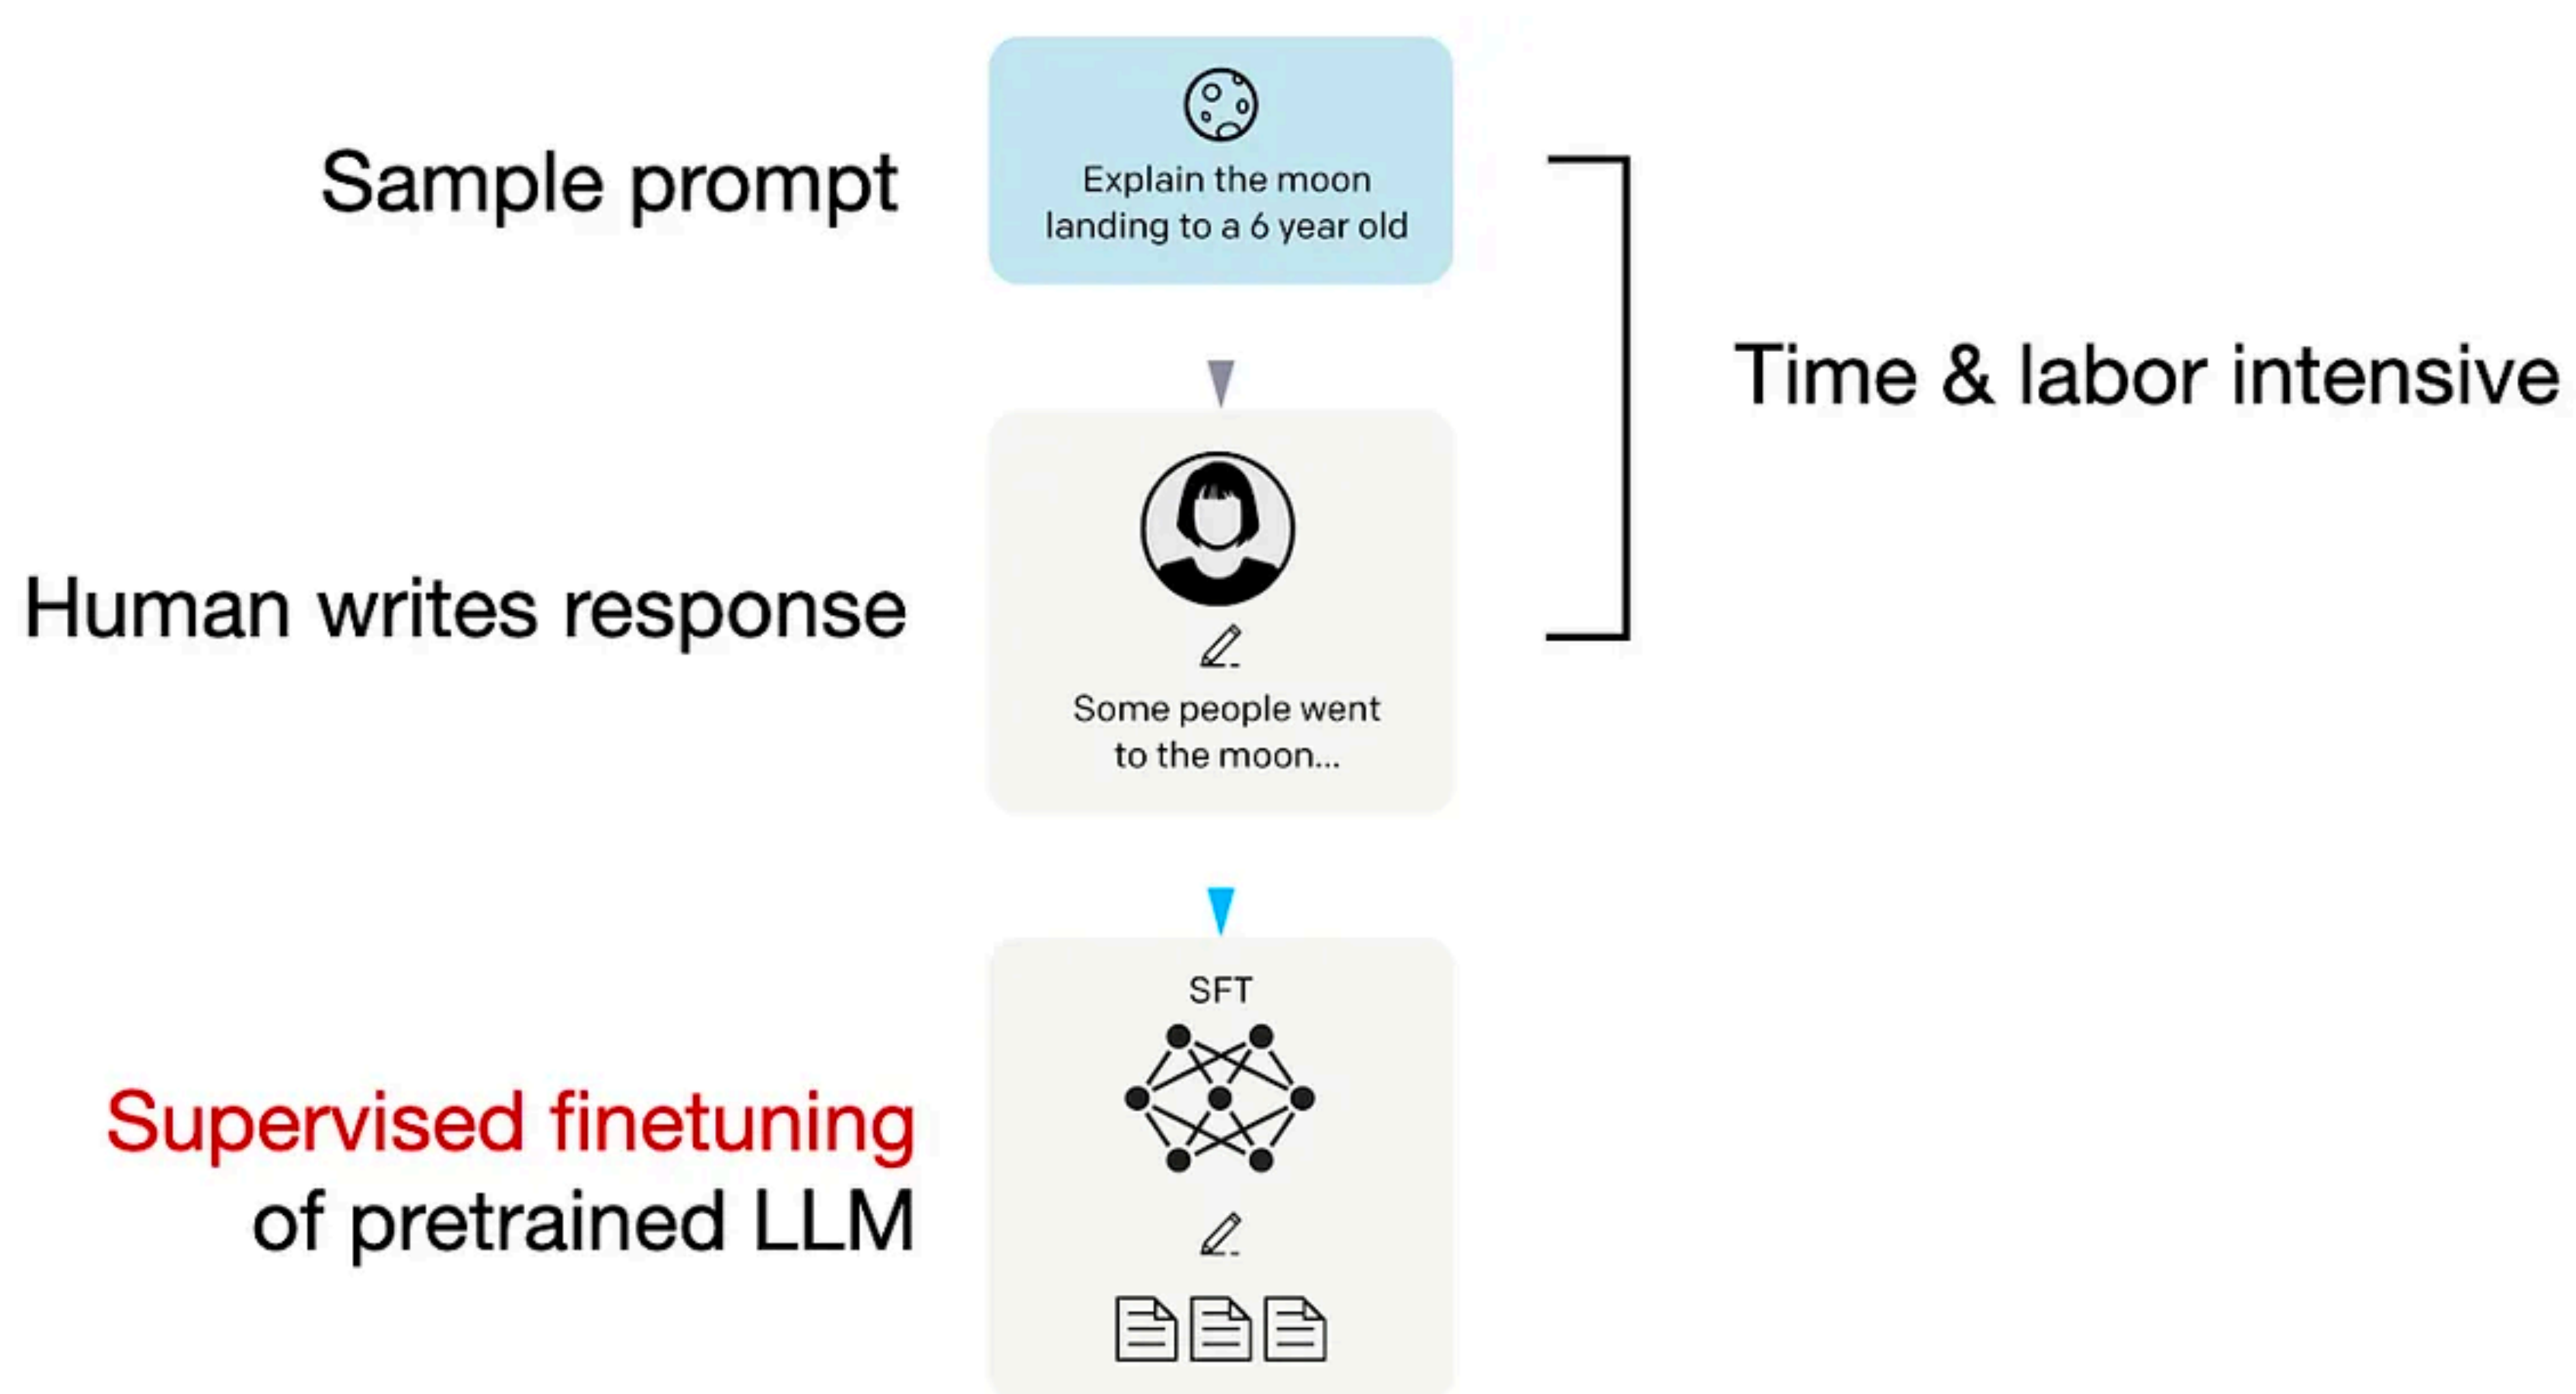 Sample prompt
Explain the moon
landing to a 6 year old
Time & labor intensive
Human writes response
Some people went
to the moon...
SFT
Supervised finetuning
of pretrained LLM